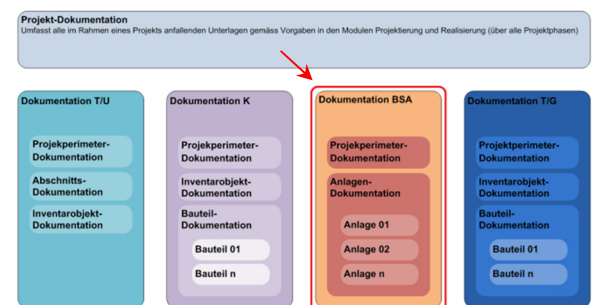 Projekt-Dokumentation
Umfasst alle im Rahmen eines Projekts anfallenden Unterlagen gemäss Vorgaben in den Modulen Projektierung und Realisierung (über alle Projektphasen)
Dokumentation T/U
Projekperimeter-
Dokumentation
Abschnitts-
Dokumentation
Inventarobjekt-
Dokumentation
Dokumentation K
Projekperimeter-
Dokumentation
Inventarobjekt-
Dokumentation
Bauteil-
Dokumentation
Bauteil 01
Bauteil n
Dokumentation BSA
Projekperimeter-
Dokumentation
Anlagen-
Dokumentation
Anlage 01
Anlage 02
Anlage n
Dokumentation T/G
Projektperimeter-
Dokumentation
Inventarobjekt-
Dokumentation
Bauteil-
Dokumentation
Bauteil 01
Bauteil n